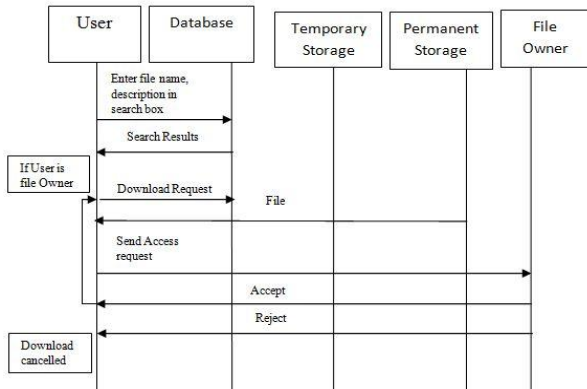 User
Database
Temporary
Storage
Permanent
Storage
File
Owner
Enter file name,
description in
search box
Search Results
If User is
file Owner
Download Request
File
Send Access
request
Accept
Reject
Download
cancelled